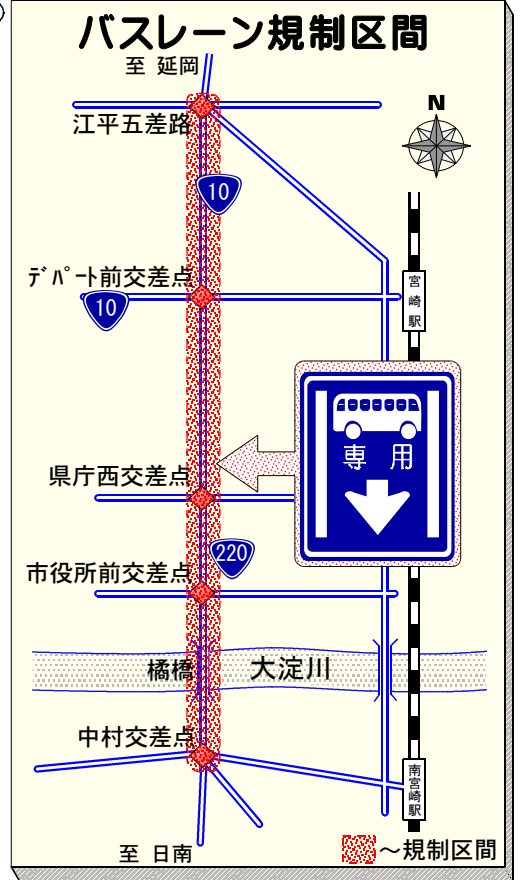 バスレーン規制区間
至 延岡
N
江平五差路
10
ﾃﾞﾊﾟｰﾄ前交差点
10
宮崎駅
専 用
県庁西交差点
220
市役所前交差点
橘橋
大淀川
中村交差点
南宮崎駅
至 日南
～規制区間